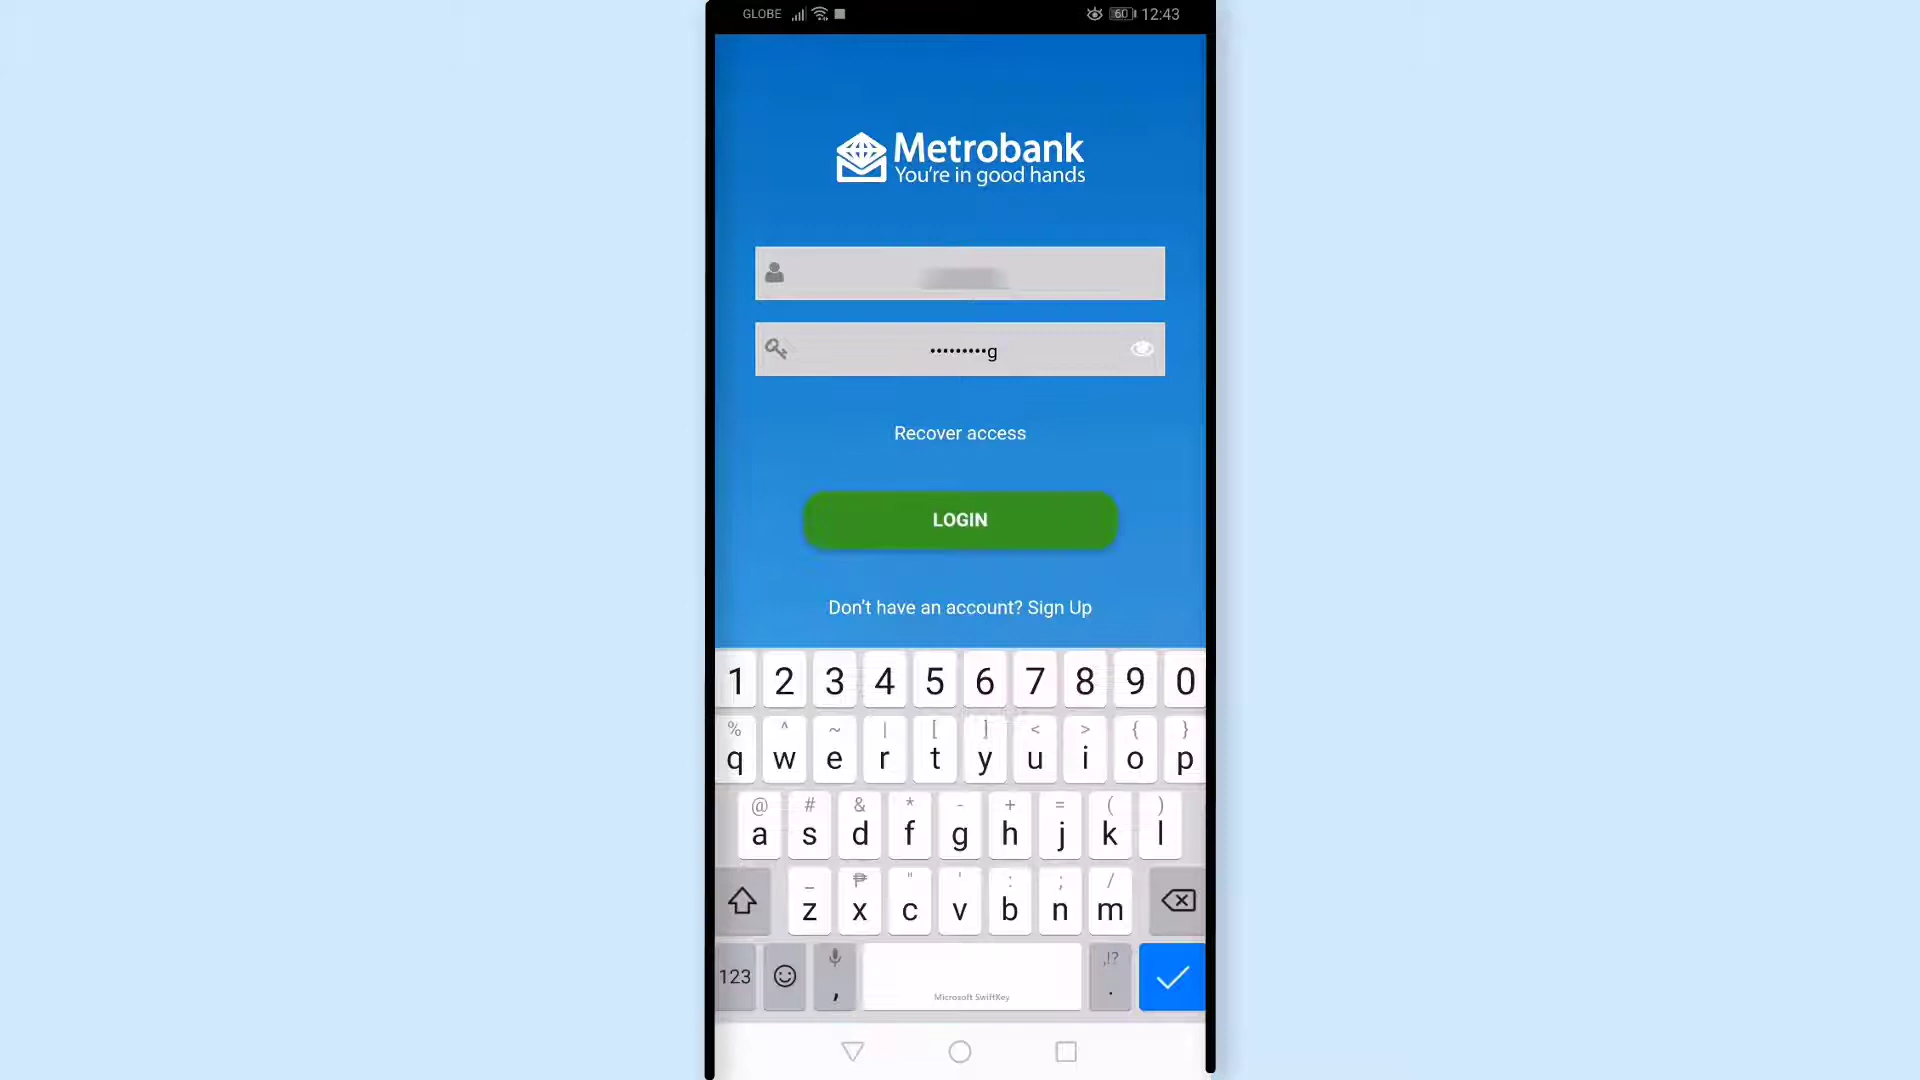 GLOBE 60 12:43
Metrobank
You're in good hands
•••••••••g
Recover access
LOGIN
Don't have an account? Sign Up
1 2 3 4 5 6 7 8 9 0
% ^ ~ | [ ] < > { }
q w e r t y u i o p
@ # & * - + = ( )
a s d f g h j k l
_ ₱ " ' : ; /
z x c v b n m
,!?
123 , .
Microsoft SwiftKey